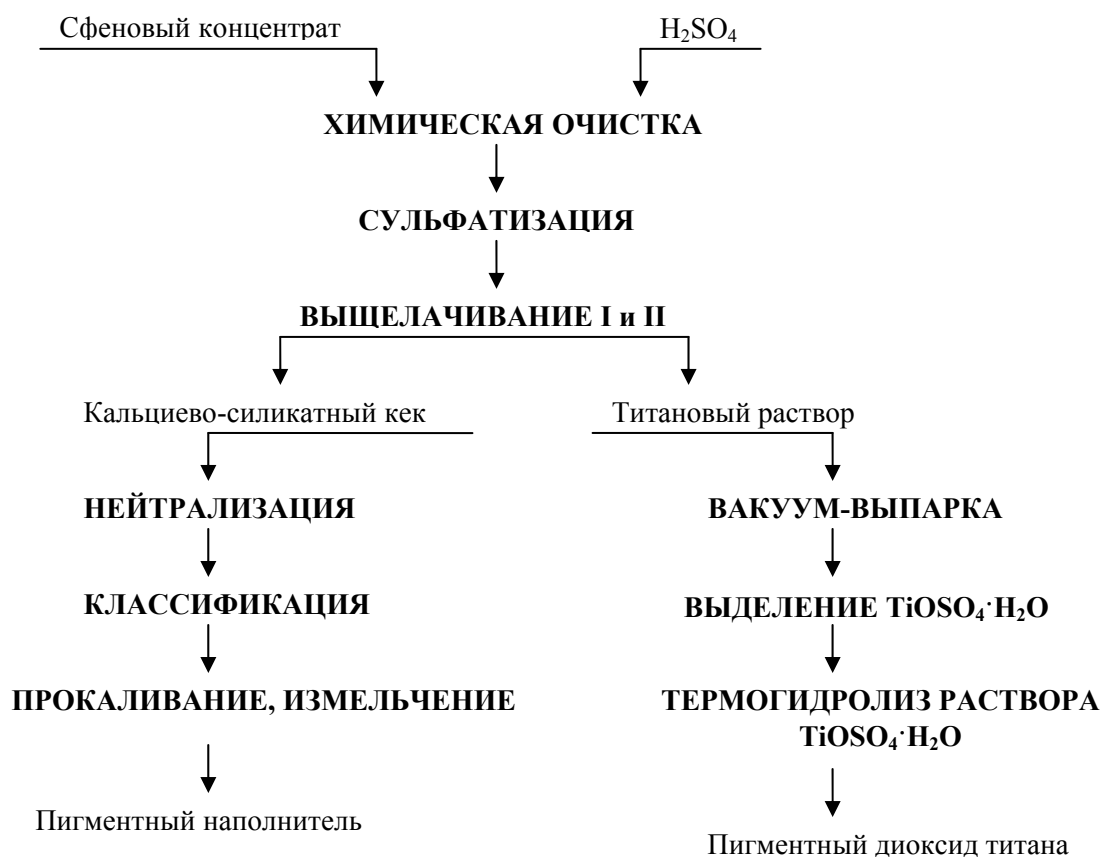 Сфеновый концентрат
H₂SO₄
ХИМИЧЕСКАЯ ОЧИСТКА
СУЛЬФАТИЗАЦИЯ
ВЫЩЕЛАЧИВАНИЕ I и II
Кальциево-силикатный кек
Титановый раствор
НЕЙТРАЛИЗАЦИЯ
ВАКУУМ-ВЫПАРКА
КЛАССИФИКАЦИЯ
ВЫДЕЛЕНИЕ TiOSO₄·H₂O
ПРОКАЛИВАНИЕ, ИЗМЕЛЬЧЕНИЕ
ТЕРМОГИДРОЛИЗ РАСТВОРА
TiOSO₄·H₂O
Пигментный наполнитель
Пигментный диоксид титана